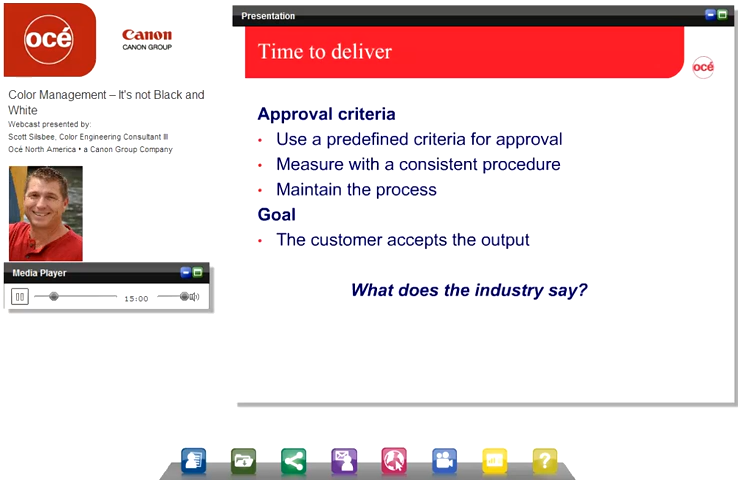 océ
Canon
CANON GROUP
Color Management – It's not Black and
White
Webcast presented by:
Scott Silsbee, Color Engineering Consultant III
Océ North America • a Canon Group Company
Media Player
15:00
Presentation
Time to deliver
océ
Approval criteria
• Use a predefined criteria for approval
• Measure with a consistent procedure
• Maintain the process
Goal
• The customer accepts the output
What does the industry say?
?